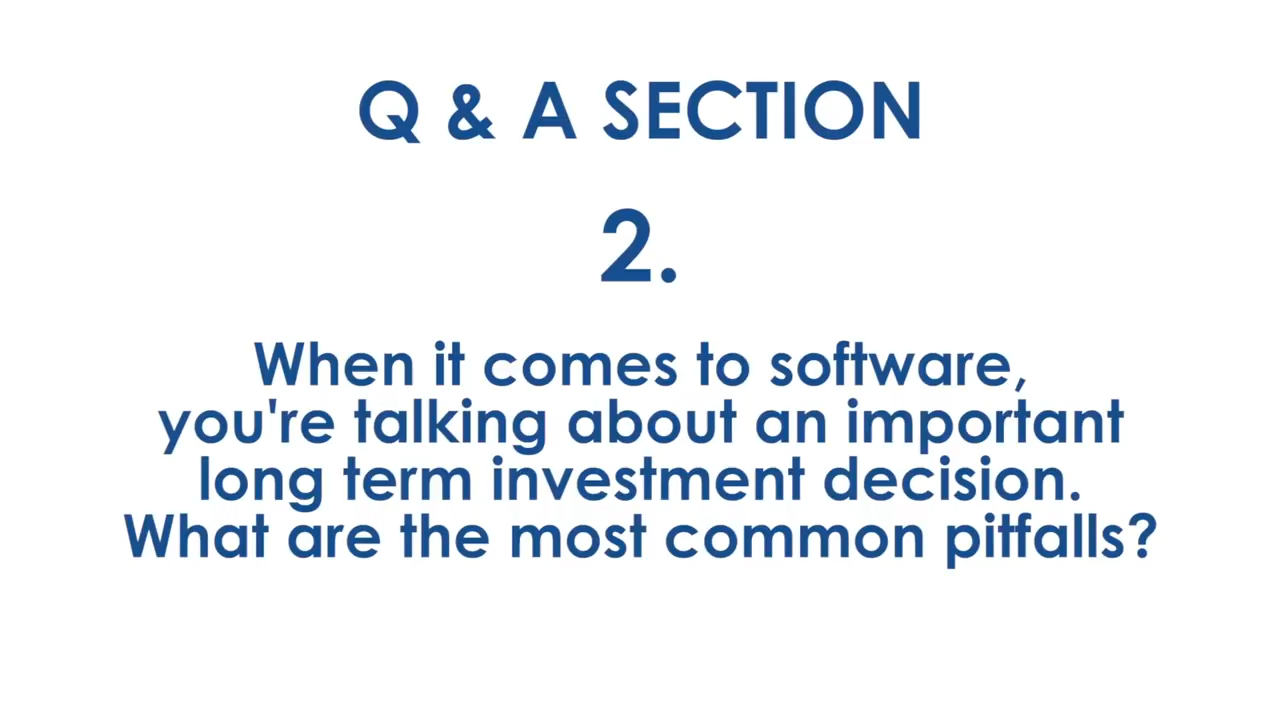 Q & A SECTION
2.
When it comes to software,
you're talking about an important
long term investment decision.
What are the most common pitfalls?